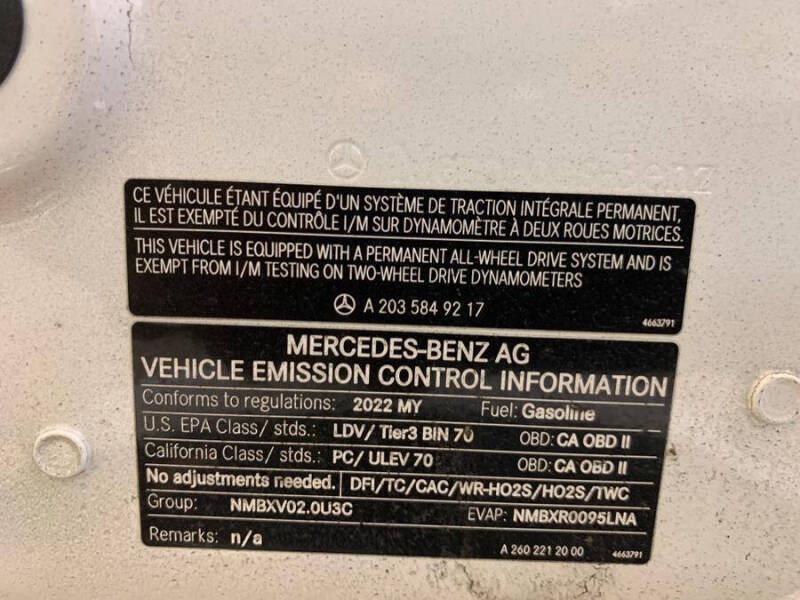 CE VÉHICULE ÉTANT ÉQUIPÉ D'UN SYSTÈME DE TRACTION INTÉGRALE PERMANENT,
IL EST EXEMPTÉ DU CONTRÔLE I/M SUR DYNAMOMÈTRE À DEUX ROUES MOTRICES.
THIS VEHICLE IS EQUIPPED WITH A PERMANENT ALL-WHEEL DRIVE SYSTEM AND IS
EXEMPT FROM I/M TESTING ON TWO-WHEEL DRIVE DYNAMOMETERS
A 203 584 92 17
4663791
MERCEDES-BENZ AG
VEHICLE EMISSION CONTROL INFORMATION
Conforms to regulations: 2022 MY Fuel: Gasoline
U.S. EPA Class/ stds.: LDV/ Tier3 BIN 70 OBD: CA OBD II
California Class/ stds.: PC/ ULEV 70 OBD: CA OBD II
No adjustments needed. DFI/TC/CAC/WR-HO2S/HO2S/TWC
Group: NMBXV02.0U3C EVAP: NMBXR0095LNA
Remarks: n/a
A 260 221 20 00 4663791